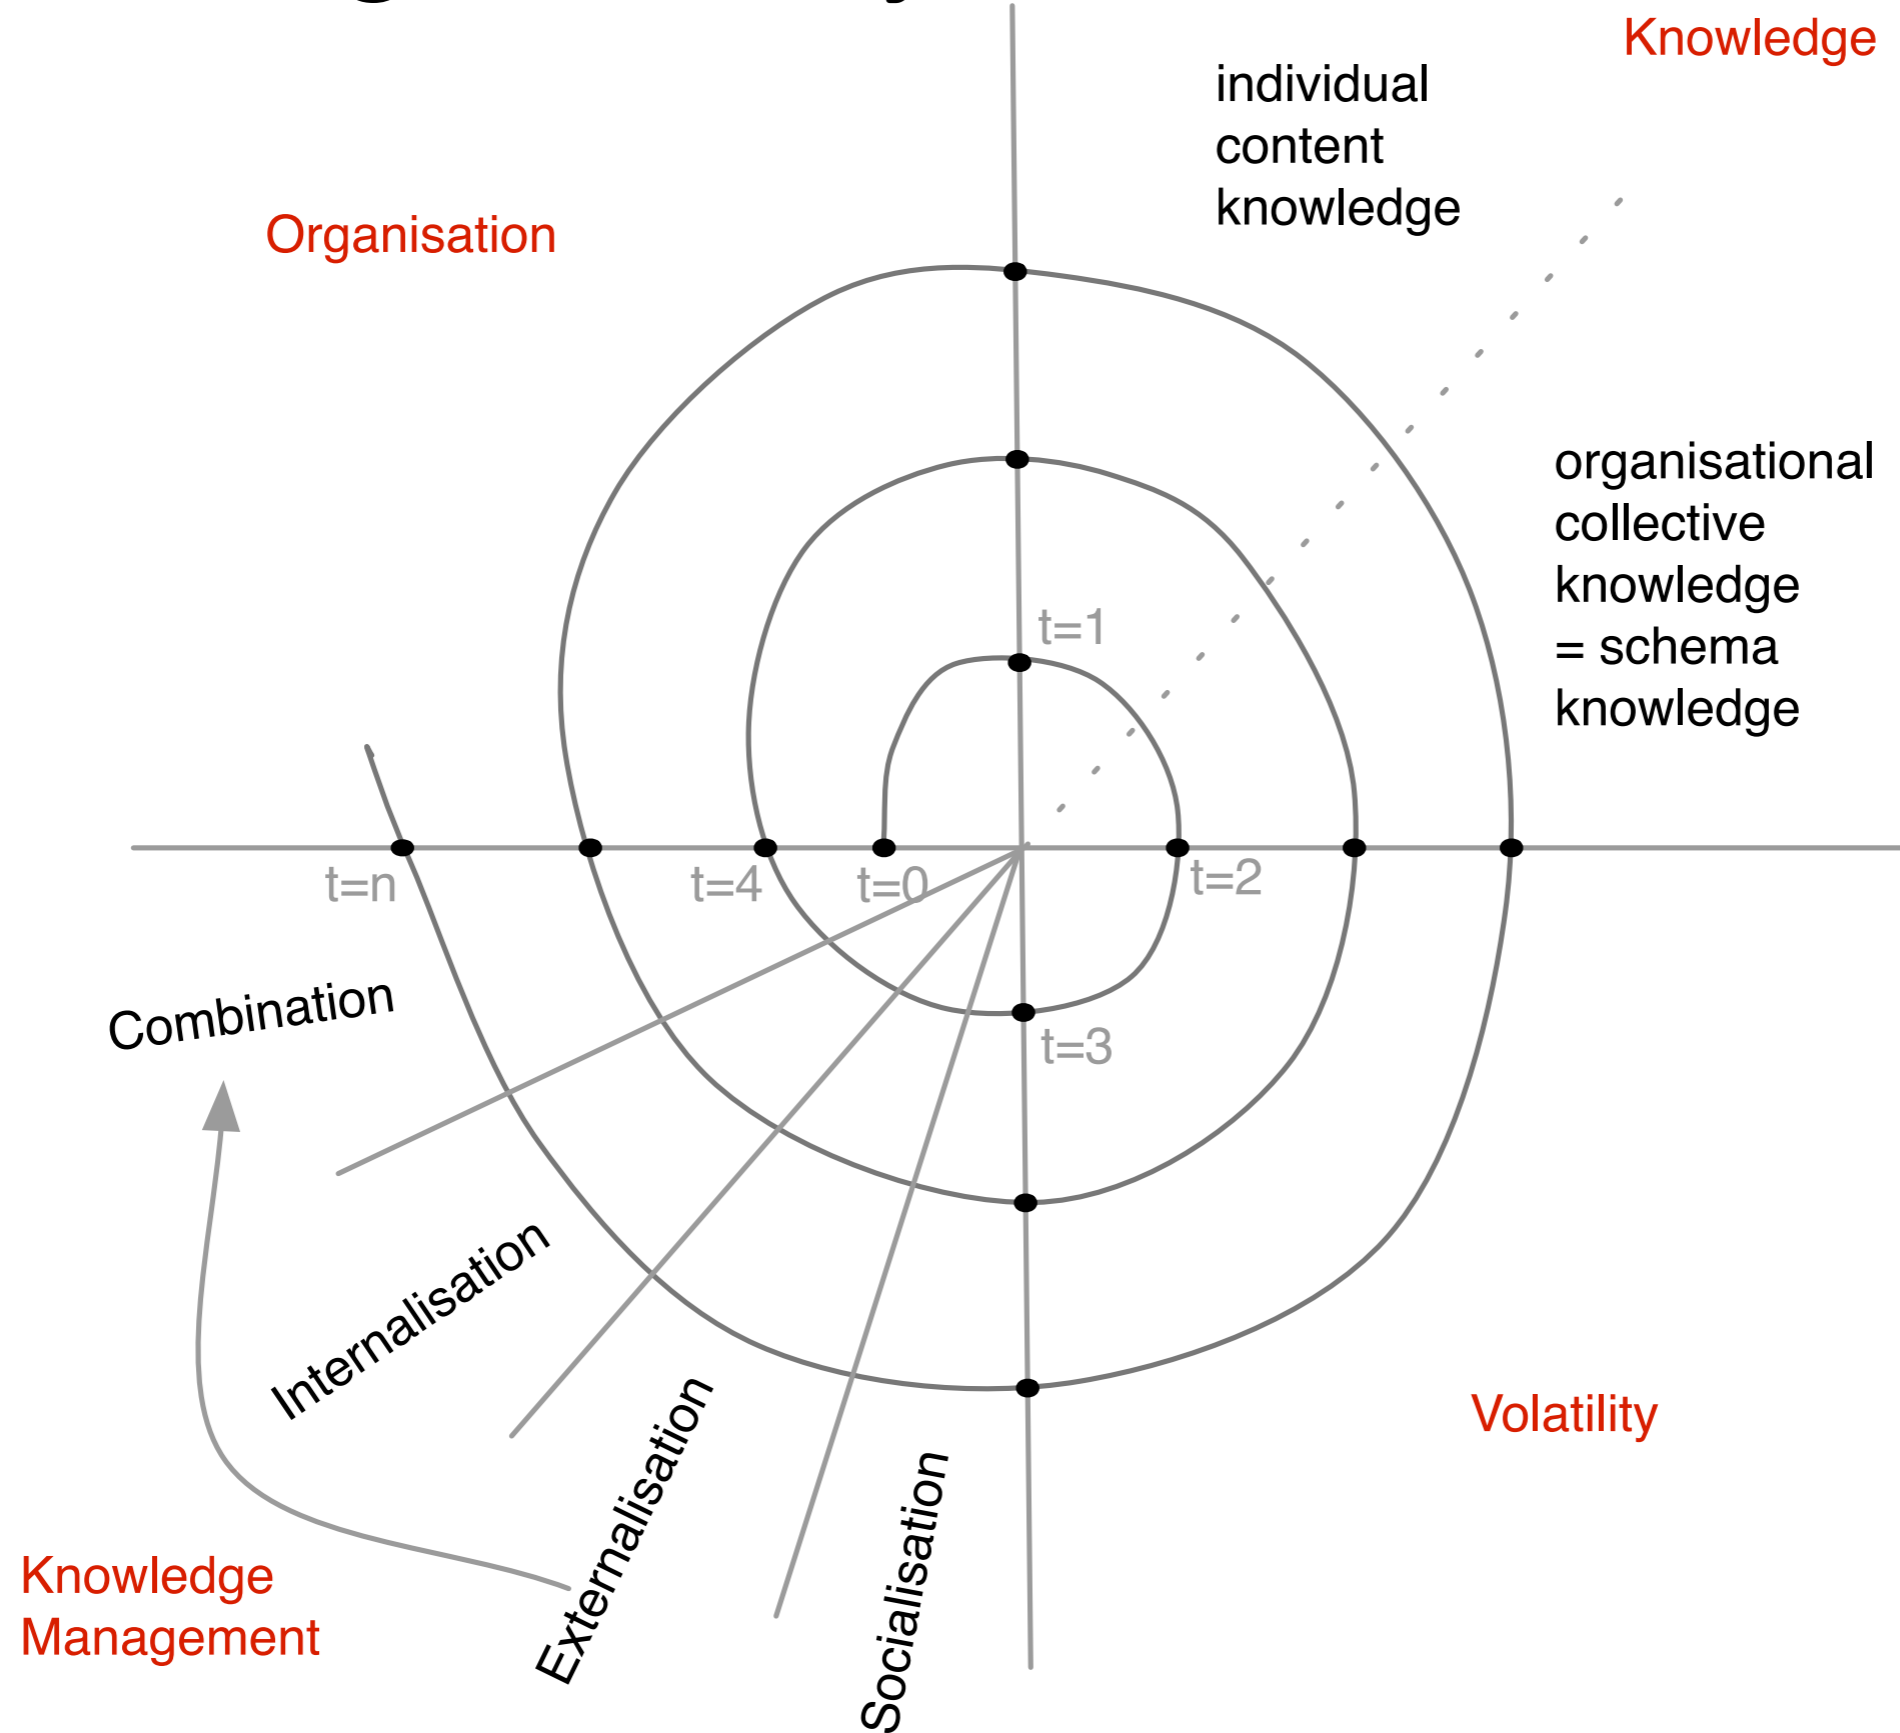 Knowledge
individual
content
knowledge
Organisation
organisational
collective
knowledge
= schema
knowledge
t=1
t=n
t=4
t=0
t=2
Combination
t=3
Internalisation
Externalisation
Socialisation
Volatility
Knowledge
Management